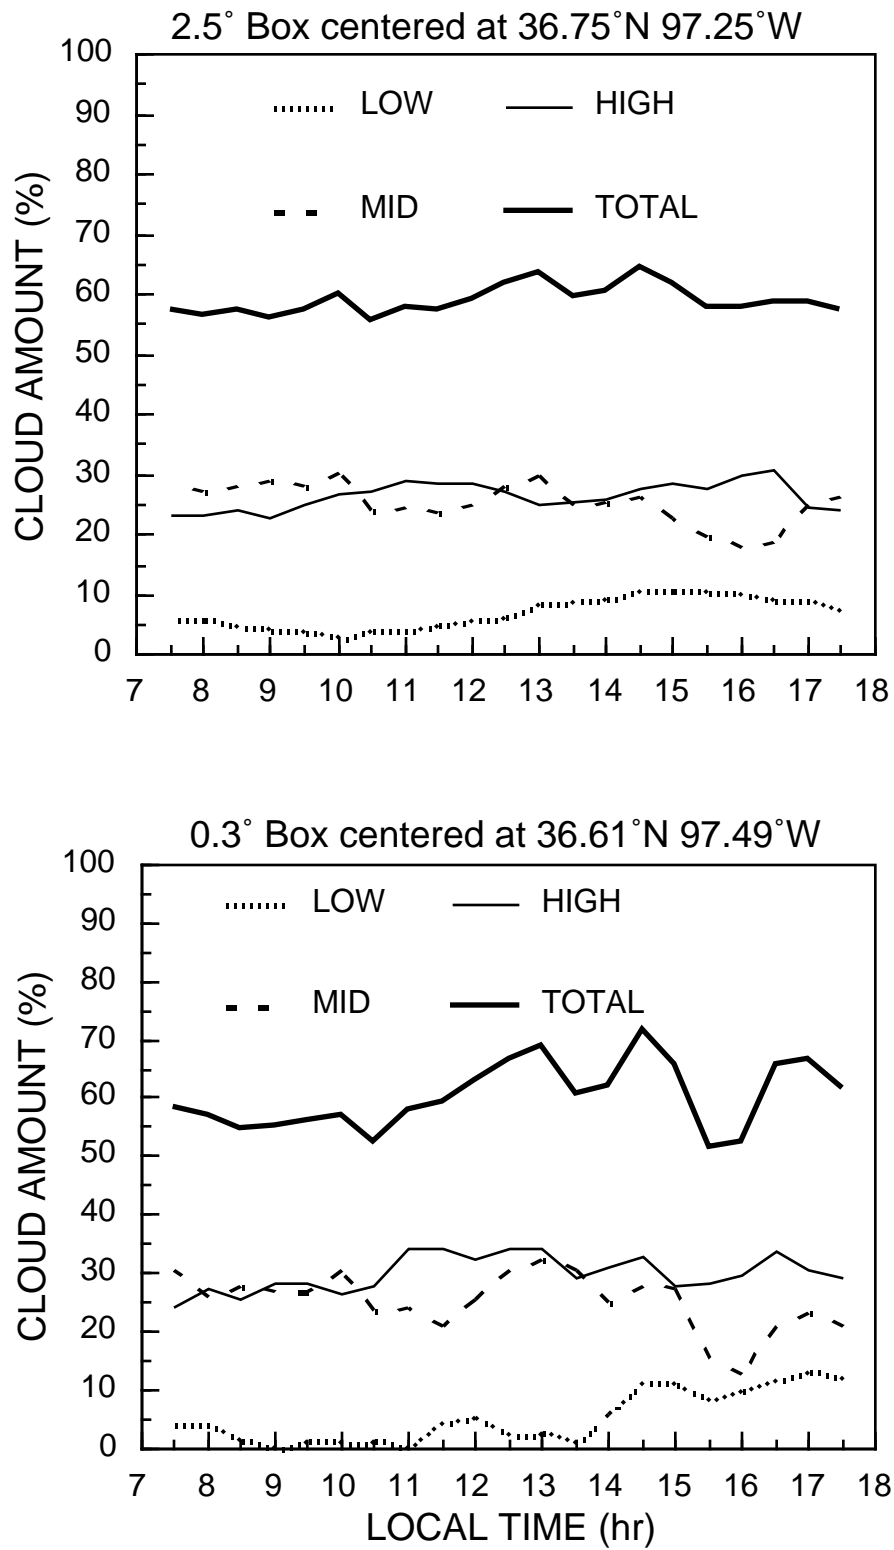 2.5° Box centered at 36.75°N 97.25°W
100
90
80
70
60
50
40
30
20
10
0
CLOUD AMOUNT (%)
LOW
HIGH
MID
TOTAL
7 8 9 10 11 12 13 14 15 16 17 18
0.3° Box centered at 36.61°N 97.49°W
100
90
80
70
60
50
40
30
20
10
0
CLOUD AMOUNT (%)
LOW
HIGH
MID
TOTAL
7 8 9 10 11 12 13 14 15 16 17 18
LOCAL TIME (hr)